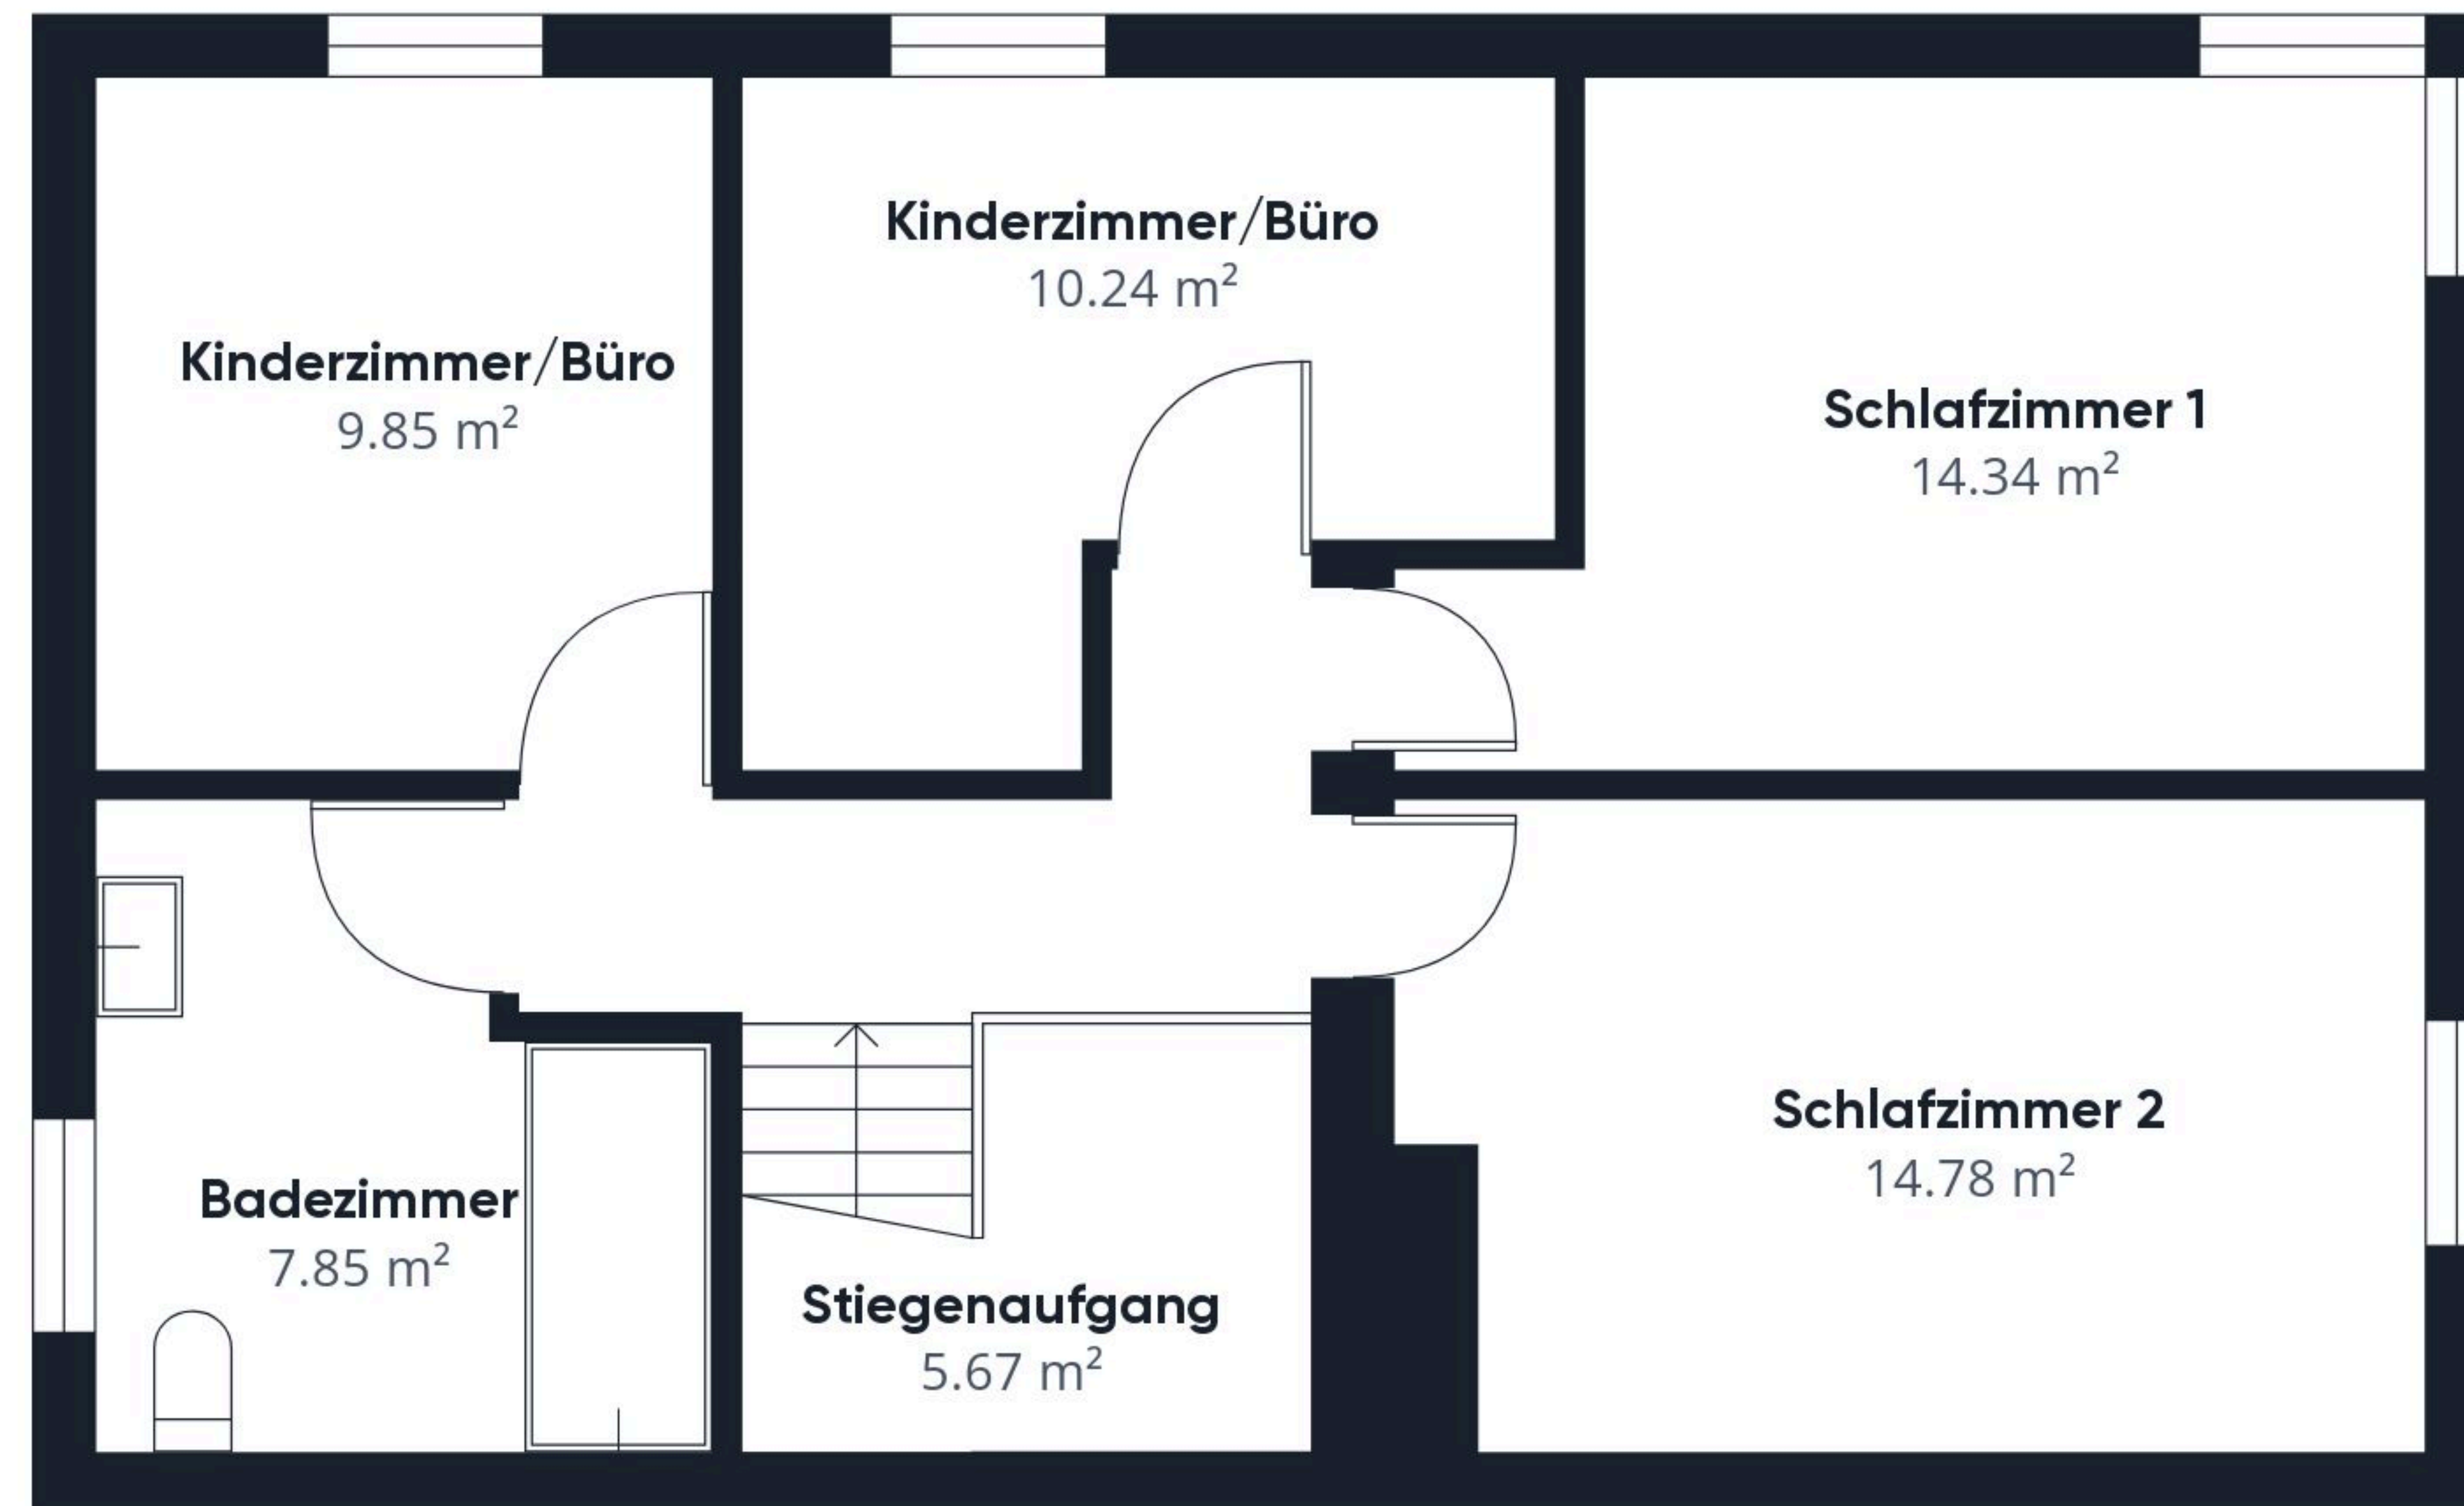 Kinderzimmer/Büro
10.24 m²
Kinderzimmer/Büro
9.85 m²
Schlafzimmer 1
14.34 m²
Schlafzimmer 2
14.78 m²
Badezimmer
7.85 m²
Stiegenaufgang
5.67 m²